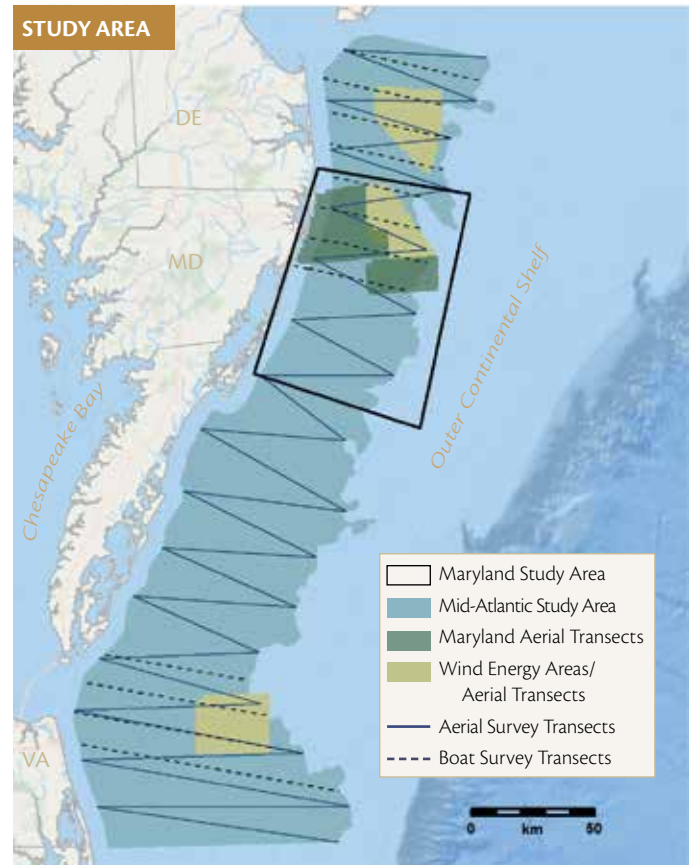 STUDY AREA
DE
MD
Outer Continental Shelf
Chesapeake Bay
VA
Maryland Study Area
Mid-Atlantic Study Area
Maryland Aerial Transects
Wind Energy Areas/
Aerial Transects
Aerial Survey Transects
Boat Survey Transects
0 km 50